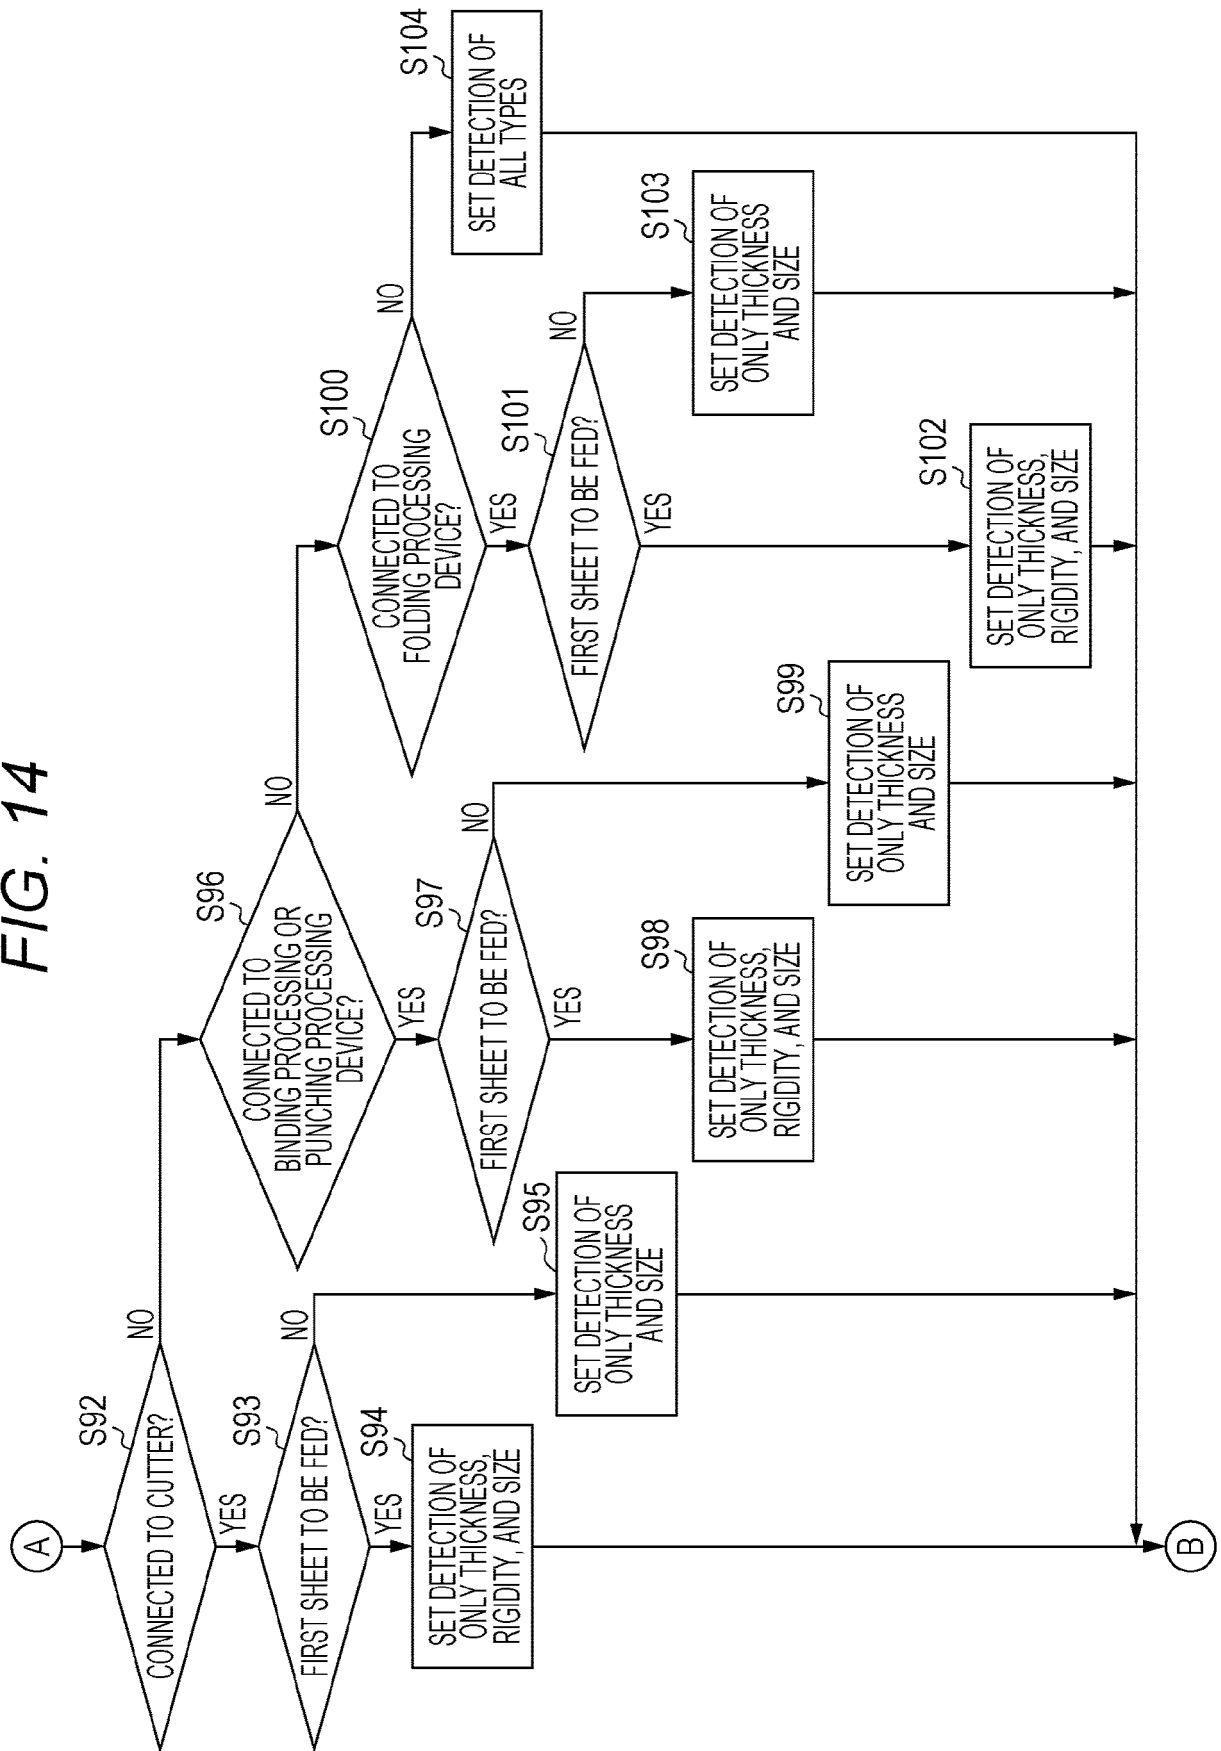 FIG. 14
A
S92
CONNECTED TO CUTTER?
NO
YES
S93
FIRST SHEET TO BE FED?
NO
YES
S94
SET DETECTION OF
ONLY THICKNESS,
RIGIDITY, AND SIZE
S95
SET DETECTION OF
ONLY THICKNESS
AND SIZE
S96
CONNECTED TO
BINDING PROCESSING OR
PUNCHING PROCESSING
DEVICE?
NO
YES
S97
FIRST SHEET TO BE FED?
NO
YES
S98
SET DETECTION OF
ONLY THICKNESS,
RIGIDITY, AND SIZE
S99
SET DETECTION OF
ONLY THICKNESS
AND SIZE
S100
CONNECTED TO
FOLDING PROCESSING
DEVICE?
NO
YES
S101
FIRST SHEET TO BE FED?
NO
YES
S102
SET DETECTION OF
ONLY THICKNESS,
RIGIDITY, AND SIZE
S103
SET DETECTION OF
ONLY THICKNESS
AND SIZE
S104
SET DETECTION OF
ALL TYPES
B